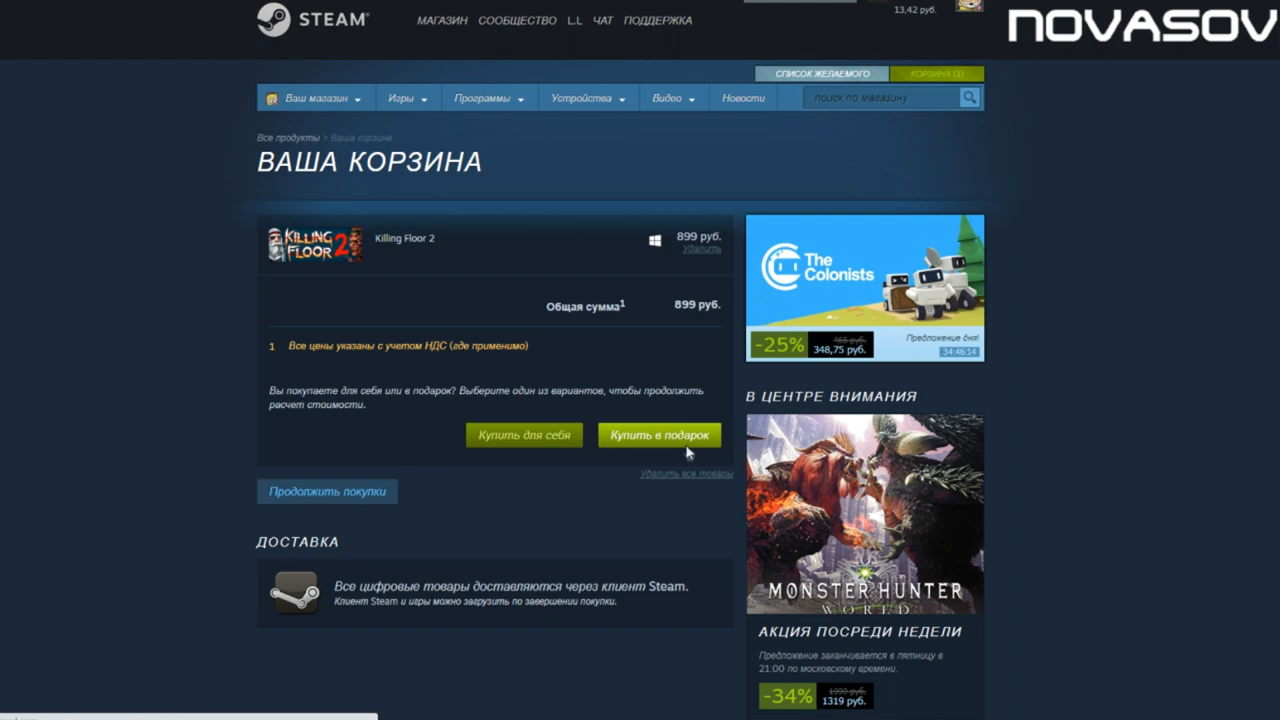 STEAM®
МАГАЗИН СООБЩЕСТВО L.L ЧАТ ПОДДЕРЖКА
13,42 руб.
NOVASOV
СПИСОК ЖЕЛАЕМОГО
КОРЗИНА (1)
Ваш магазин
Игры
Программы
Устройства
Видео
Новости
поиск по магазину
Все продукты > Ваша корзина
ВАША КОРЗИНА
KILLING FLOOR 2
Killing Floor 2
899 руб.
Удалить
Общая сумма1
899 руб.
1 Все цены указаны с учетом НДС (где применимо)
Вы покупаете для себя или в подарок? Выберите один из вариантов, чтобы продолжить
расчет стоимости.
Купить для себя
Купить в подарок
Удалить все товары
Продолжить покупки
ДОСТАВКА
Все цифровые товары доставляются через клиент Steam.
Клиент Steam и игры можно загрузить по завершении покупки.
The
Colonists
-25%
465 руб.
348,75 руб.
Предложение дня!
34:46:14
В ЦЕНТРЕ ВНИМАНИЯ
MONSTER HUNTER
WORLD
АКЦИЯ ПОСРЕДИ НЕДЕЛИ
Предложение заканчивается в пятницу в
21:00 по московскому времени.
-34%
1999 руб.
1319 руб.